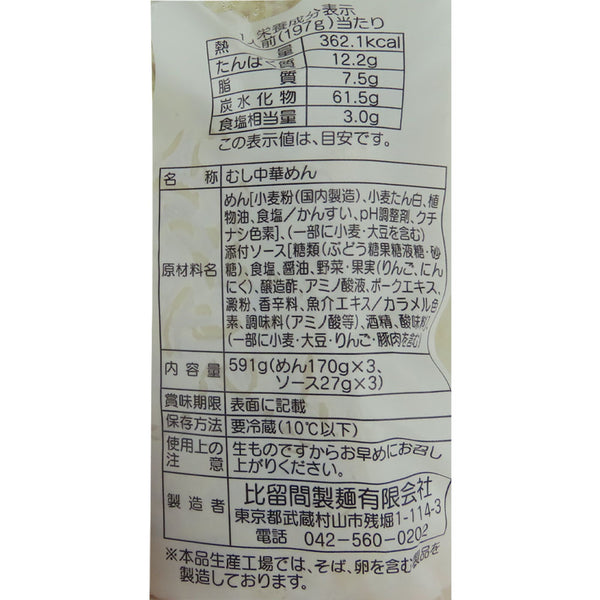 栄養成分表示
前(197g)当たり
熱量 362.1kcal
たんぱく質 12.2g
脂質 7.5g
炭水化物 61.5g
食塩相当量 3.0g
この表示値は、目安です。
名称 むし中華めん
原材料名
めん[小麦粉(国内製造)、小麦たん白、植
物油、食塩/かんすい、pH調整剤、クチ
ナシ色素]、(一部に小麦・大豆を含む)
添付ソース[糖類(ぶどう糖果糖液糖・砂
糖)、食塩、醤油、野菜・果実(りんご、にん
にく)、醸造酢、アミノ酸液、ポークエキス、
澱粉、香辛料、魚介エキス/カラメル色
素、調味料(アミノ酸等)、酒精、酸味料]
(一部に小麦・大豆・りんご・豚肉を含む)
内容量 591g(めん170g×3、
ソース27g×3)
賞味期限 表面に記載
保存方法 要冷蔵(10℃以下)
使用上の注意
生ものですからお早めにお召し
上がりください。
製造者
比留間製麺有限会社
東京都武蔵村山市残堀1-114-3
電話 042-560-0202
※本品生産工場では、そば、卵を含む製品を
製造しております。